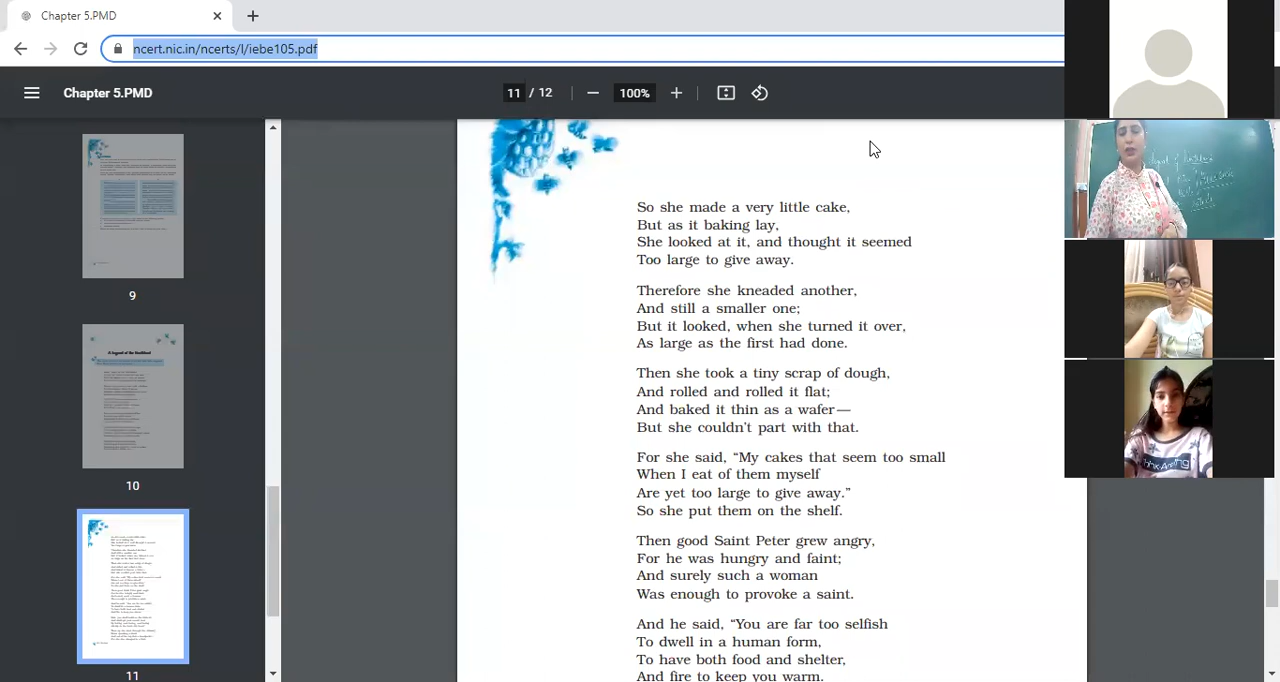 Chapter 5.PMD
ncert.nic.in/ncerts/l/iebe105.pdf
Chapter 5.PMD
11 / 12
100%
9
10
11
So she made a very little cake,
But as it baking lay,
She looked at it, and thought it seemed
Too large to give away.
Therefore she kneaded another,
And still a smaller one;
But it looked, when she turned it over,
As large as the first had done.
Then she took a tiny scrap of dough,
And rolled and rolled it flat;
And baked it thin as a wafer—
But she couldn't part with that.
For she said, “My cakes that seem too small
When I eat of them myself
Are yet too large to give away.”
So she put them on the shelf.
Then good Saint Peter grew angry,
For he was hungry and faint;
And surely such a woman
Was enough to provoke a saint.
And he said, “You are far too selfish
To dwell in a human form,
To have both food and shelter,
And fire to keep you warm.